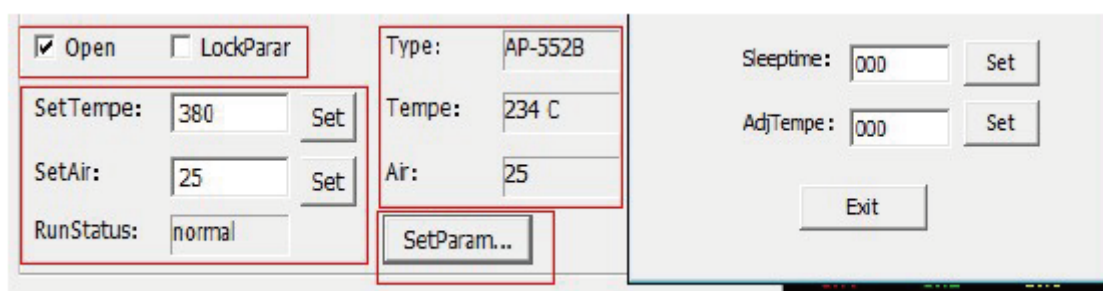 Open
LockParar
SetTempe: 380 Set
SetAir: 25 Set
RunStatus: normal
Type: AP-552B
Tempe: 234 C
Air: 25
SetParam...
Sleeptime: 000 Set
AdjTempe: 000 Set
Exit